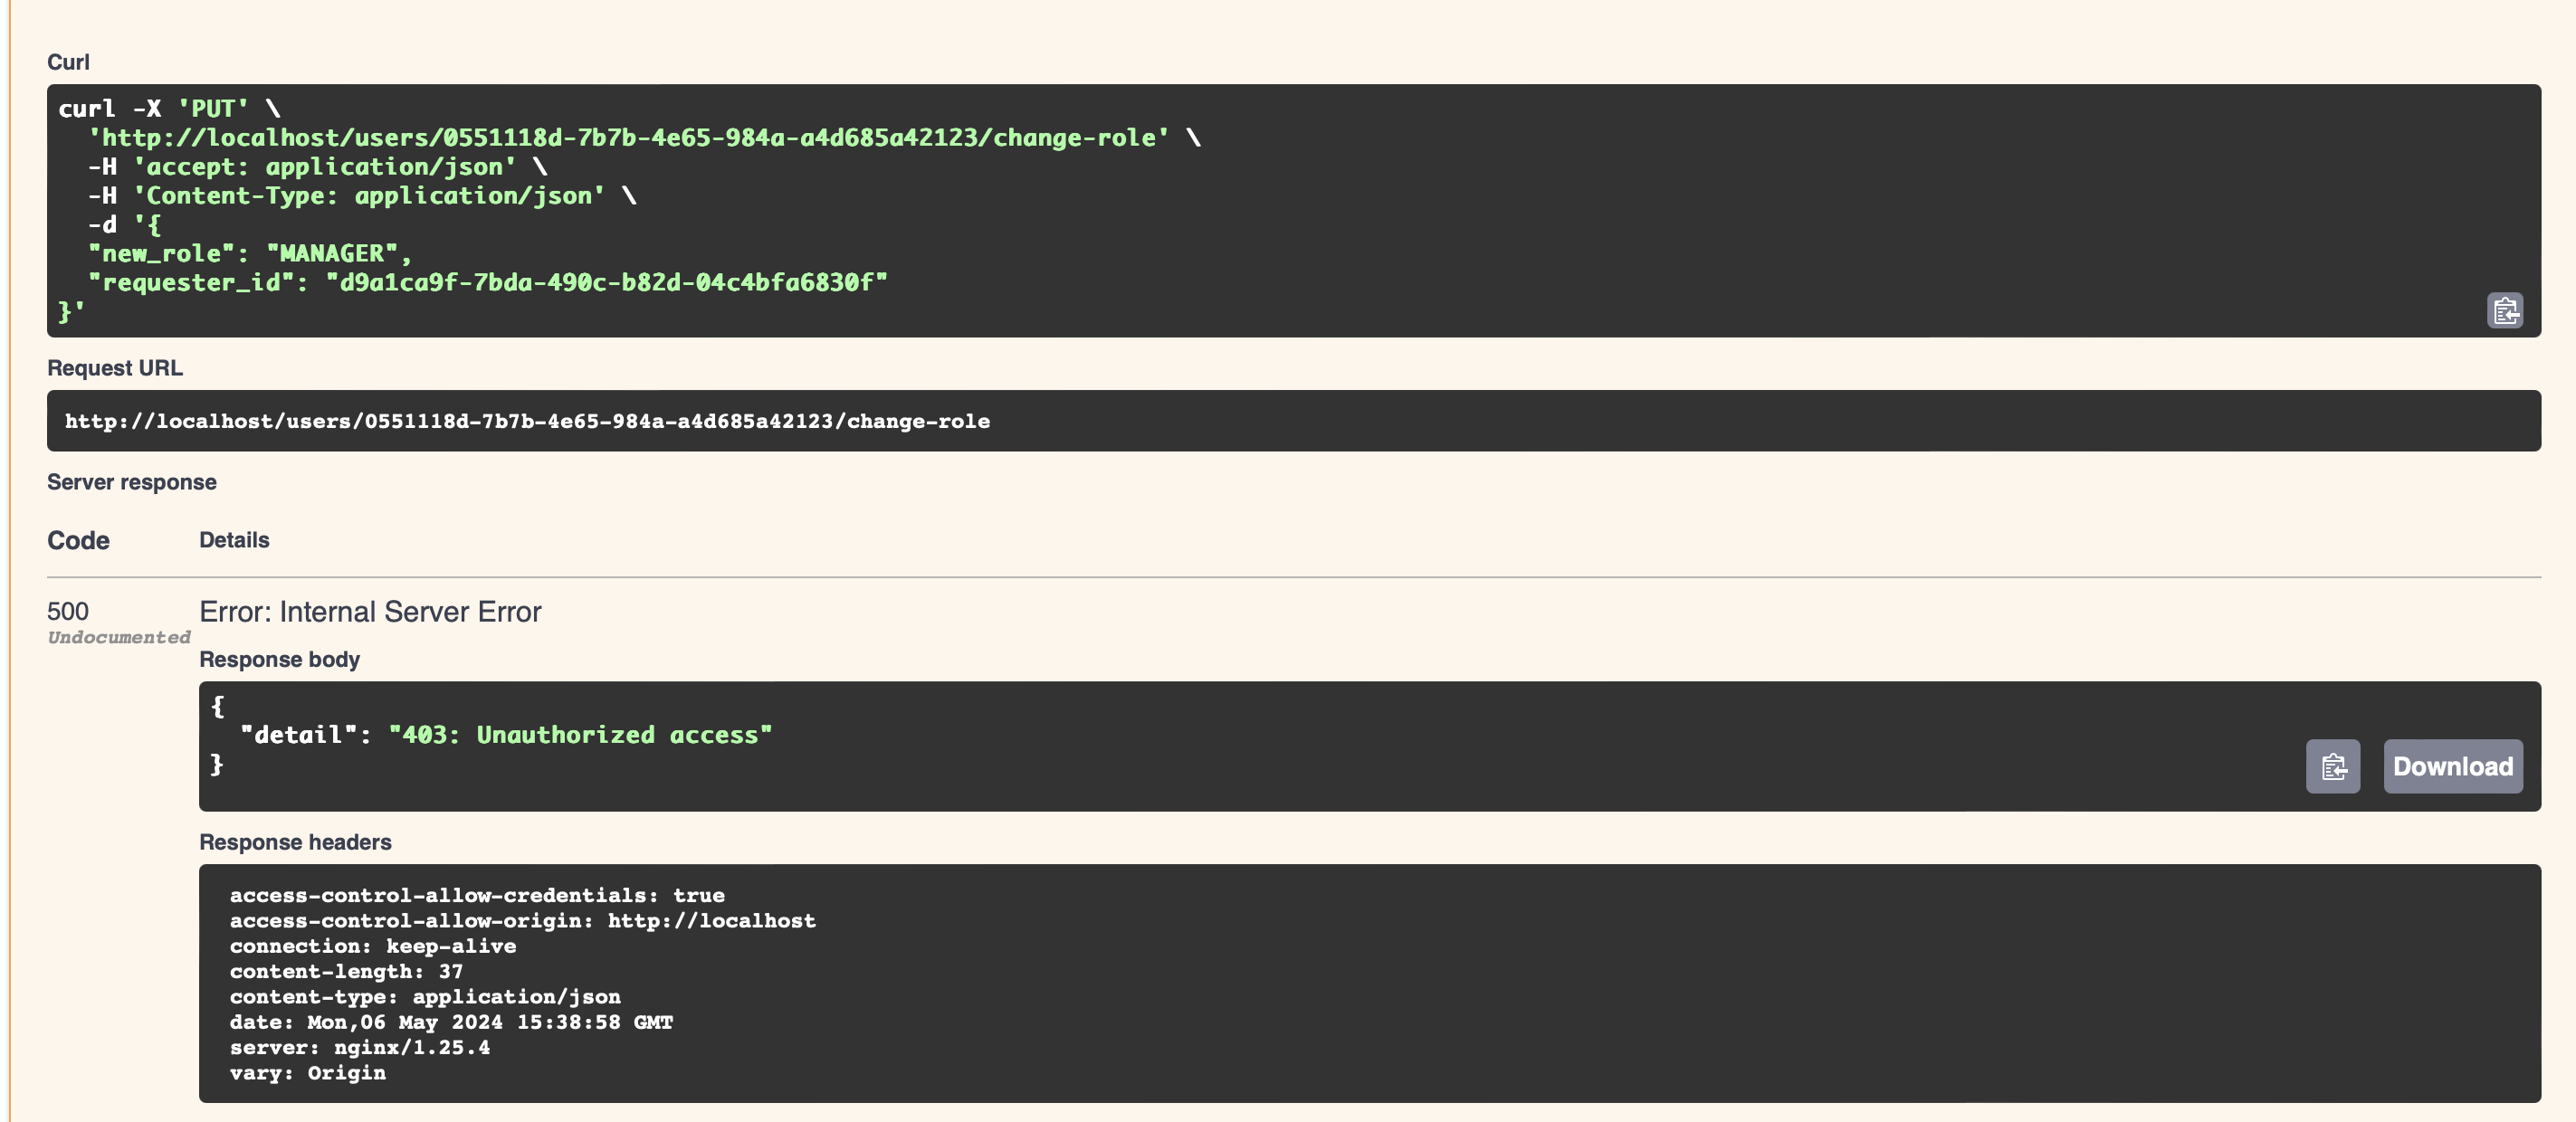 Curl
curl -X 'PUT' \
  'http://localhost/users/0551118d-7b7b-4e65-984a-a4d685a42123/change-role' \
  -H 'accept: application/json' \
  -H 'Content-Type: application/json' \
  -d '{
  "new_role": "MANAGER",
  "requester_id": "d9a1ca9f-7bda-490c-b82d-04c4bfa6830f"
}'
Request URL
http://localhost/users/0551118d-7b7b-4e65-984a-a4d685a42123/change-role
Server response
Code Details
500 Error: Internal Server Error
Undocumented
Response body
{
  "detail": "403: Unauthorized access"
}
Download
Response headers
access-control-allow-credentials: true
access-control-allow-origin: http://localhost
connection: keep-alive
content-length: 37
content-type: application/json
date: Mon,06 May 2024 15:38:58 GMT
server: nginx/1.25.4
vary: Origin